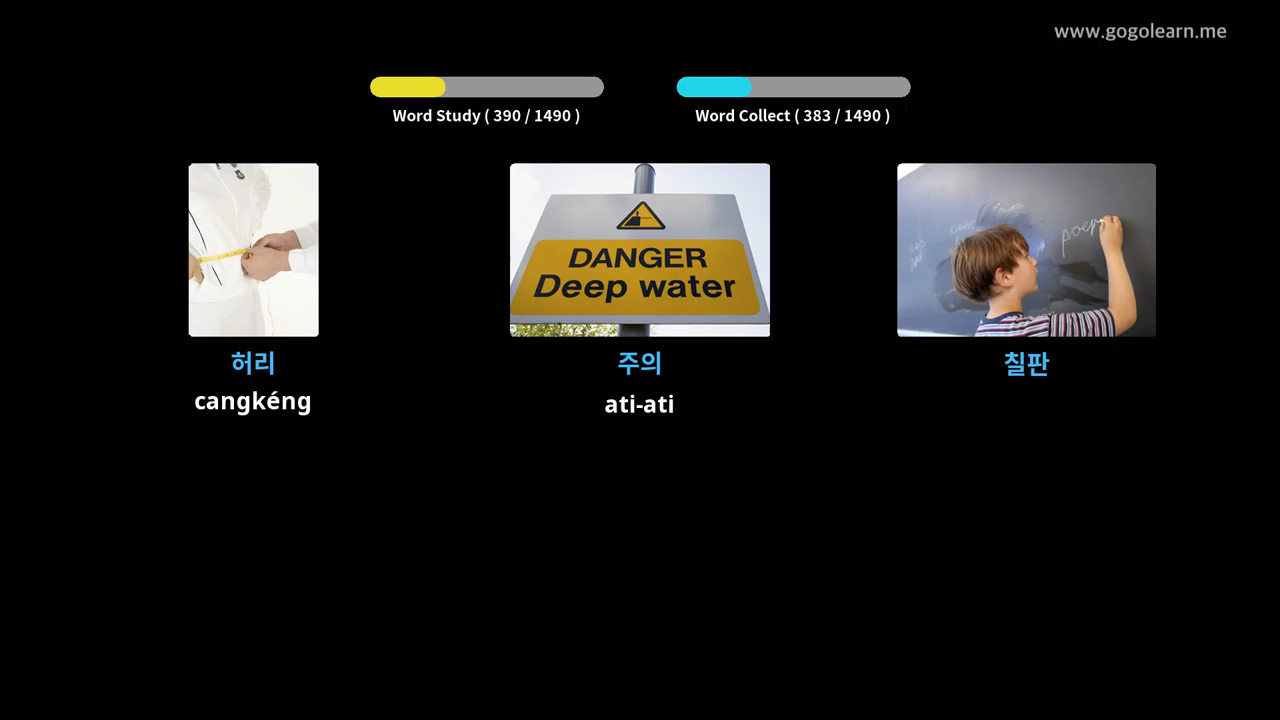 www.gogolearn.me
Word Study ( 390 / 1490 )
Word Collect ( 383 / 1490 )
DANGER
Deep water
poem
허리
주의
칠판
cangkéng
ati-ati